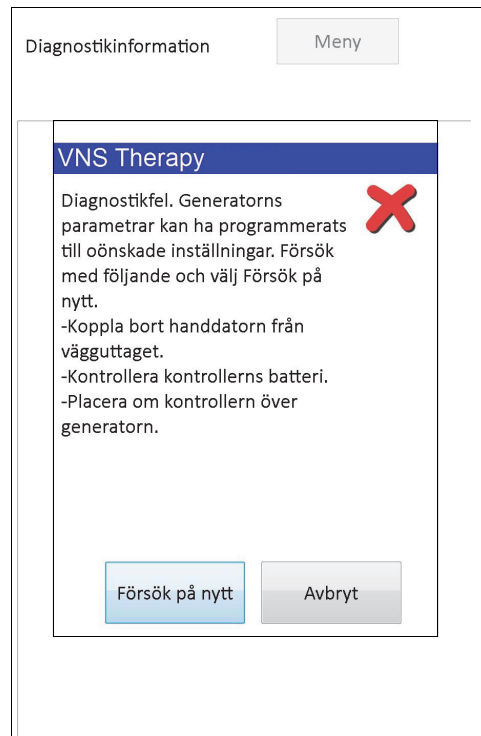 Diagnostikinformation
Meny
VNS Therapy
Diagnostikfel. Generatorns
parametrar kan ha programmerats
till oönskade inställningar. Försök
med följande och välj Försök på
nytt.
-Koppla bort handdatorn från
vägguttaget.
-Kontrollera kontrollerns batteri.
-Placera om kontrollern över
generatorn.
Försök på nytt
Avbryt